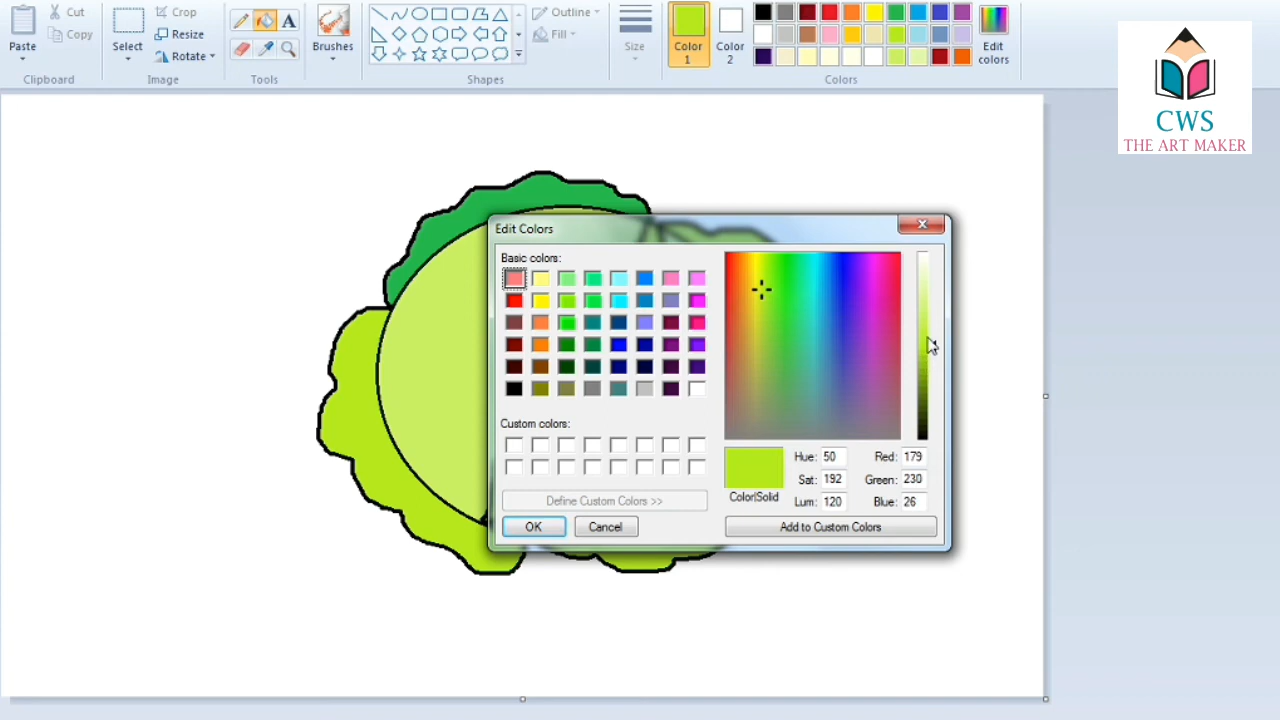 Cut
Copy
Paste
Clipboard
Crop
Resize
Rotate
Select
Image
A
Tools
Brushes
Outline
Fill
Shapes
Size
Color 1
Color 2
Edit colors
Colors
CWS
THE ART MAKER
Edit Colors
Basic colors:
Custom colors:
Define Custom Colors >>
OK
Cancel
Color|Solid
Hue: 50
Sat: 192
Lum: 120
Red: 179
Green: 230
Blue: 26
Add to Custom Colors